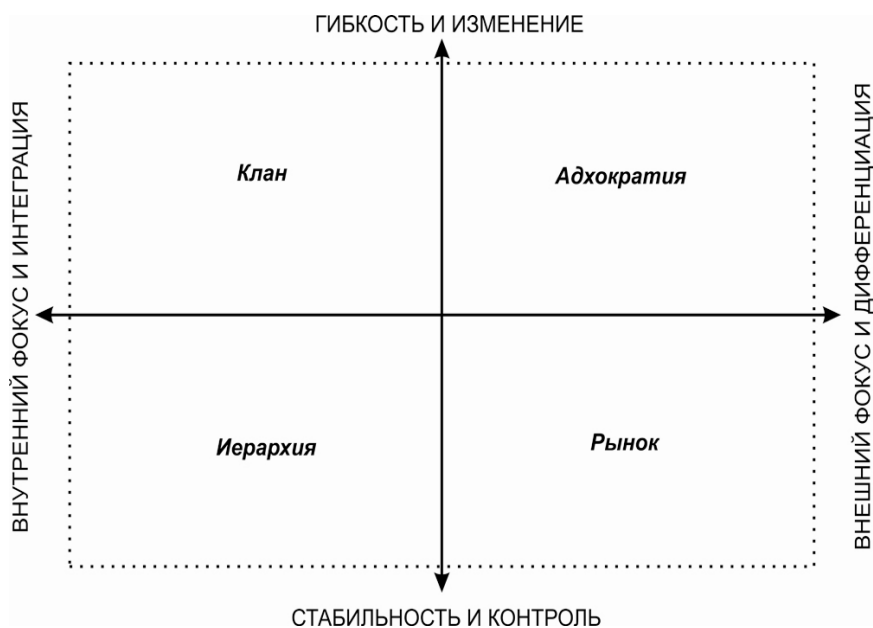 ГИБКОСТЬ И ИЗМЕНЕНИЕ
ВНУТРЕННИЙ ФОКУС И ИНТЕГРАЦИЯ
Клан
Адхократия
ВНЕШНИЙ ФОКУС И ДИФФЕРЕНЦИАЦИЯ
Иерархия
Рынок
СТАБИЛЬНОСТЬ И КОНТРОЛЬ